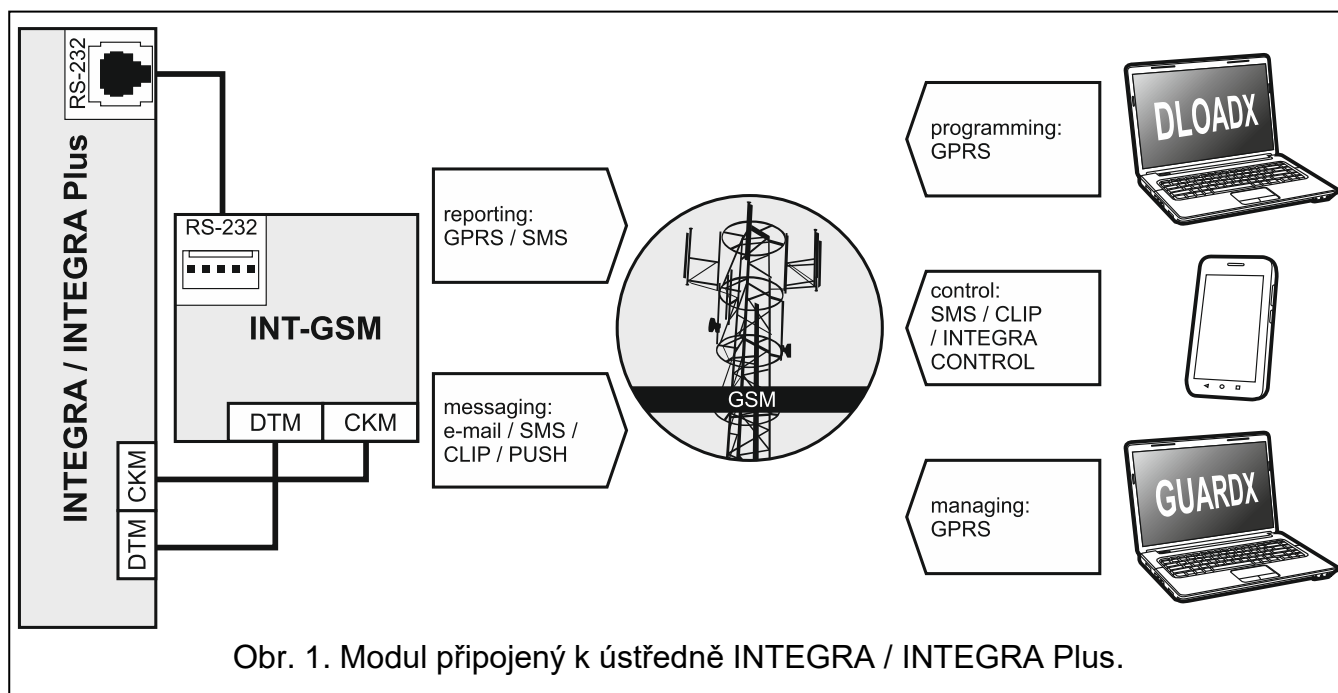 RS-232
INTEGRA / INTEGRA Plus
CKM
DTM
RS-232
INT-GSM
DTM
CKM
reporting:
GPRS / SMS
messaging:
e-mail / SMS /
CLIP / PUSH
GSM
programming:
GPRS
DLOADX
control:
SMS / CLIP
/ INTEGRA
CONTROL
managing:
GPRS
GUARDX
Obr. 1. Modul připojený k ústředně INTEGRA / INTEGRA Plus.